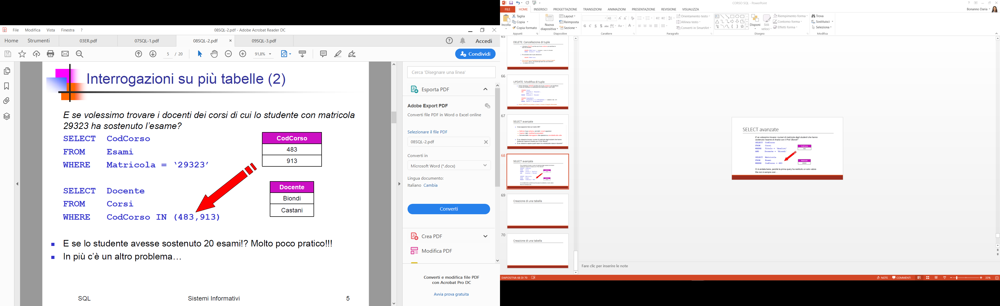 File Modifica Vista Finestra ?
08SQL-2.pdf - Adobe Acrobat Reader DC
Home Strumenti 03ER.pdf 07SQL-1.pdf 08SQL-2.pdf × 09SQL-3.pdf
Accedi
5 / 20
91,8%
Condividi
Interrogazioni su più tabelle (2)
E se volessimo trovare i docenti dei corsi di cui lo studente con matricola
29323 ha sostenuto l'esame?
SELECT CodCorso
FROM Esami
WHERE Matricola = ‘29323’
CodCorso
483
913
SELECT Docente
FROM Corsi
WHERE CodCorso IN (483,913)
Docente
Biondi
Castani
E se lo studente avesse sostenuto 20 esami!? Molto poco pratico!!!
In più c'è un altro problema…
SQL Sistemi Informativi 5
Cerca 'Disegnare una linea'
Esporta PDF
Adobe Export PDF
Converti file PDF in Word o Excel online
Selezionare il file PDF
08SQL-2.pdf
Converti in
Microsoft Word (*.docx)
Lingua documento:
Italiano Cambia
Converti
Crea PDF
Modifica PDF
Converti e modifica file PDF
con Acrobat Pro DC
Avvia prova gratuita
CORSO SQL - PowerPoint
FILE HOME INSERISCI PROGETTAZIONE TRANSIZIONI ANIMAZIONI PRESENTAZIONE REVISIONE VISUALIZZA
Bonanno Daria
Incolla
Taglia
Copia
Copia formato
Appunti
Nuova
diapositiva
Layout
Reimposta
Sezione
Diapositive
48
G C S S abc AV Aa A
Carattere
Orientamento testo
Allinea testo
Converti in SmartArt
Paragrafo
Disponi
Stili
veloci
Riempimento forma
Contorno forma
Effetti forma
Disegno
Trova
Sostituisci
Seleziona
Modifica
65
DELETE: Cancellazione di tuple
66
UPDATE: Modifica di tuple
67
SELECT avanzate
68
SELECT avanzate
69
Creazione di una tabella
70
Creazione di una tabella
SELECT avanzate
E se volessimo trovare i numeri di matricola degli studenti che hanno
sostenuto l'esame di Analisi con il Prof. Biondi?
SELECT CodCorso
FROM Corsi
WHERE Titolo = 'Analisi'
AND Docente = 'Biondi'
CodCorso
483
SELECT Matricola
FROM Esami
WHERE CodCorso = 483
Matricola
29323
Ci è andata bene, perché la prima query ha restituito un solo valore
Ma non è sempre così…
Fare clic per inserire le note
DIAPOSITIVA 68 DI 70
NOTE COMMENTI
33%